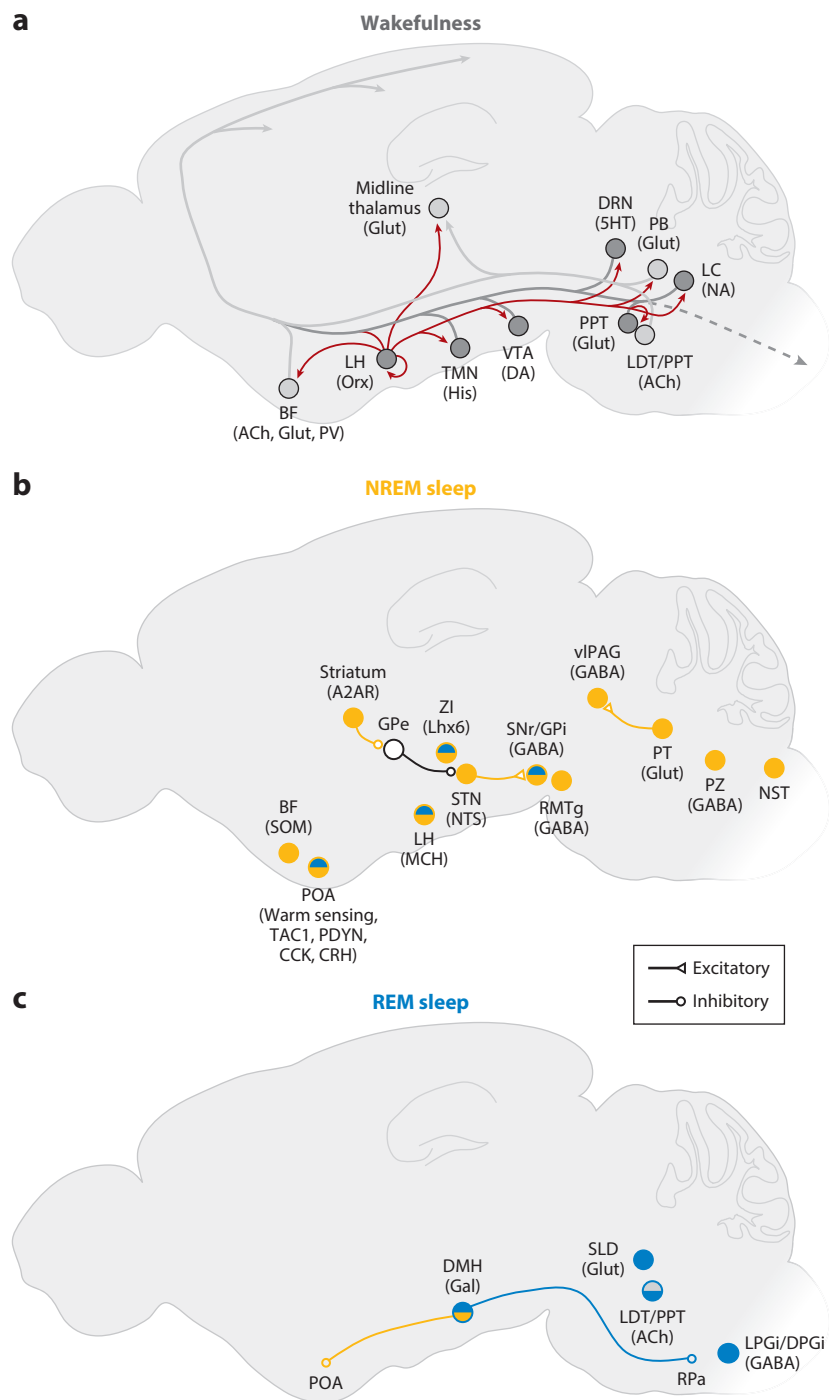 a
Wakefulness
Midline
thalamus
(Glut)
DRN
(5HT)
PB
(Glut)
LC
(NA)
PPT
(Glut)
LDT/PPT
(ACh)
VTA
(DA)
TMN
(His)
LH
(Orx)
BF
(ACh, Glut, PV)
b
NREM sleep
Striatum
(A2AR)
GPe
ZI
(Lhx6)
SNr/GPi
(GABA)
vlPAG
(GABA)
PT
(Glut)
PZ
(GABA)
NST
STN
(NTS)
RMTg
(GABA)
LH
(MCH)
BF
(SOM)
POA
(Warm sensing,
TAC1, PDYN,
CCK, CRH)
Excitatory
Inhibitory
c
REM sleep
SLD
(Glut)
DMH
(Gal)
LDT/PPT
(ACh)
LPGi/DPGi
(GABA)
RPa
POA